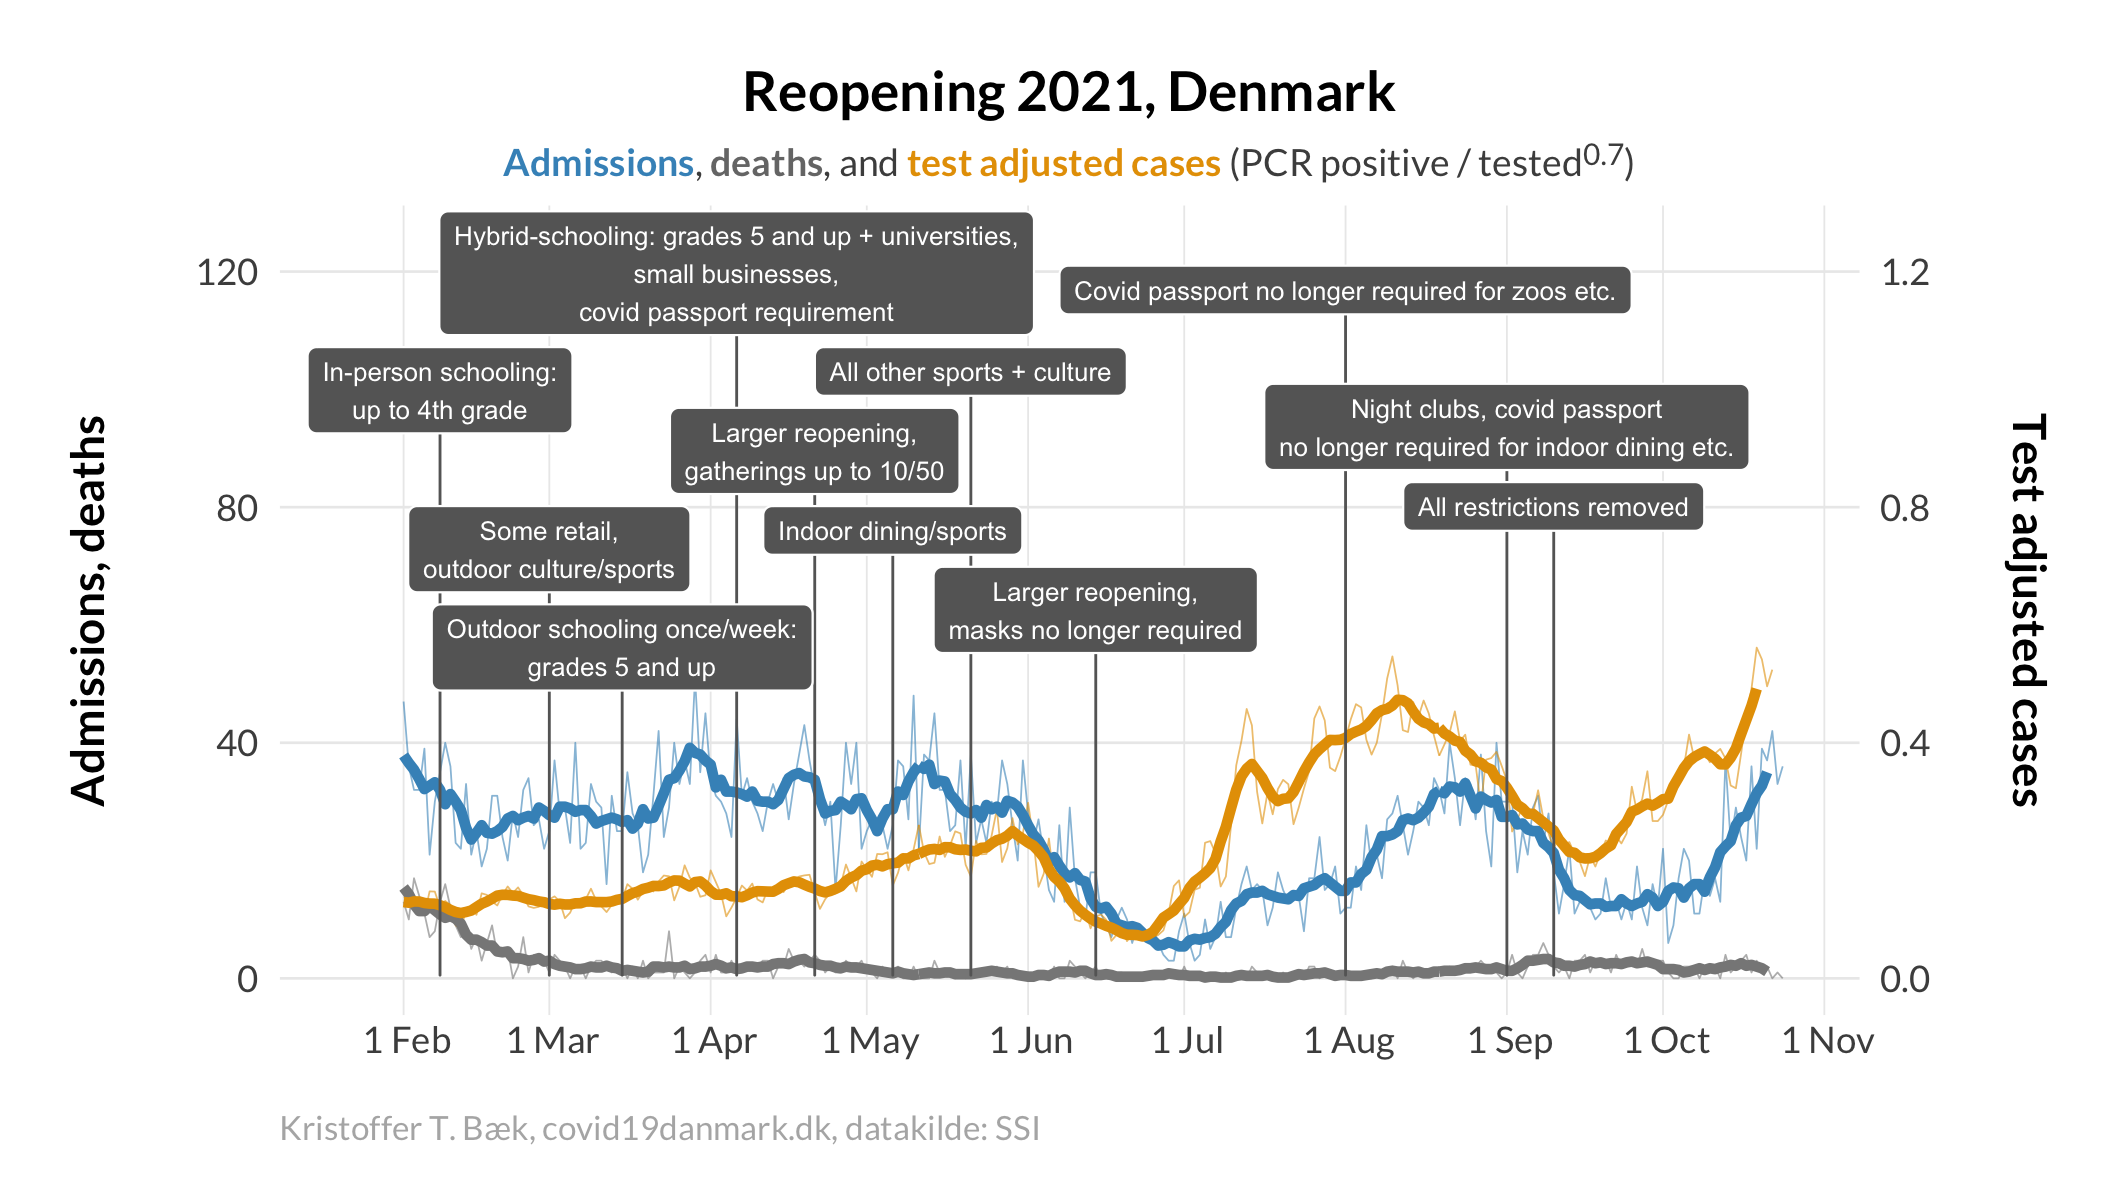 Reopening 2021, Denmark
Admissions, deaths, and test adjusted cases (PCR positive / tested0.7)
Hybrid-schooling: grades 5 and up + universities,
small businesses,
covid passport requirement
Covid passport no longer required for zoos etc.
In-person schooling:
up to 4th grade
All other sports + culture
Night clubs, covid passport
no longer required for indoor dining etc.
Larger reopening,
gatherings up to 10/50
All restrictions removed
Some retail,
outdoor culture/sports
Indoor dining/sports
Larger reopening,
masks no longer required
Outdoor schooling once/week:
grades 5 and up
Admissions, deaths
120
80
40
0
Test adjusted cases
1.2
0.8
0.4
0.0
1 Feb
1 Mar
1 Apr
1 May
1 Jun
1 Jul
1 Aug
1 Sep
1 Oct
1 Nov
Kristoffer T. Bæk, covid19danmark.dk, datakilde: SSI